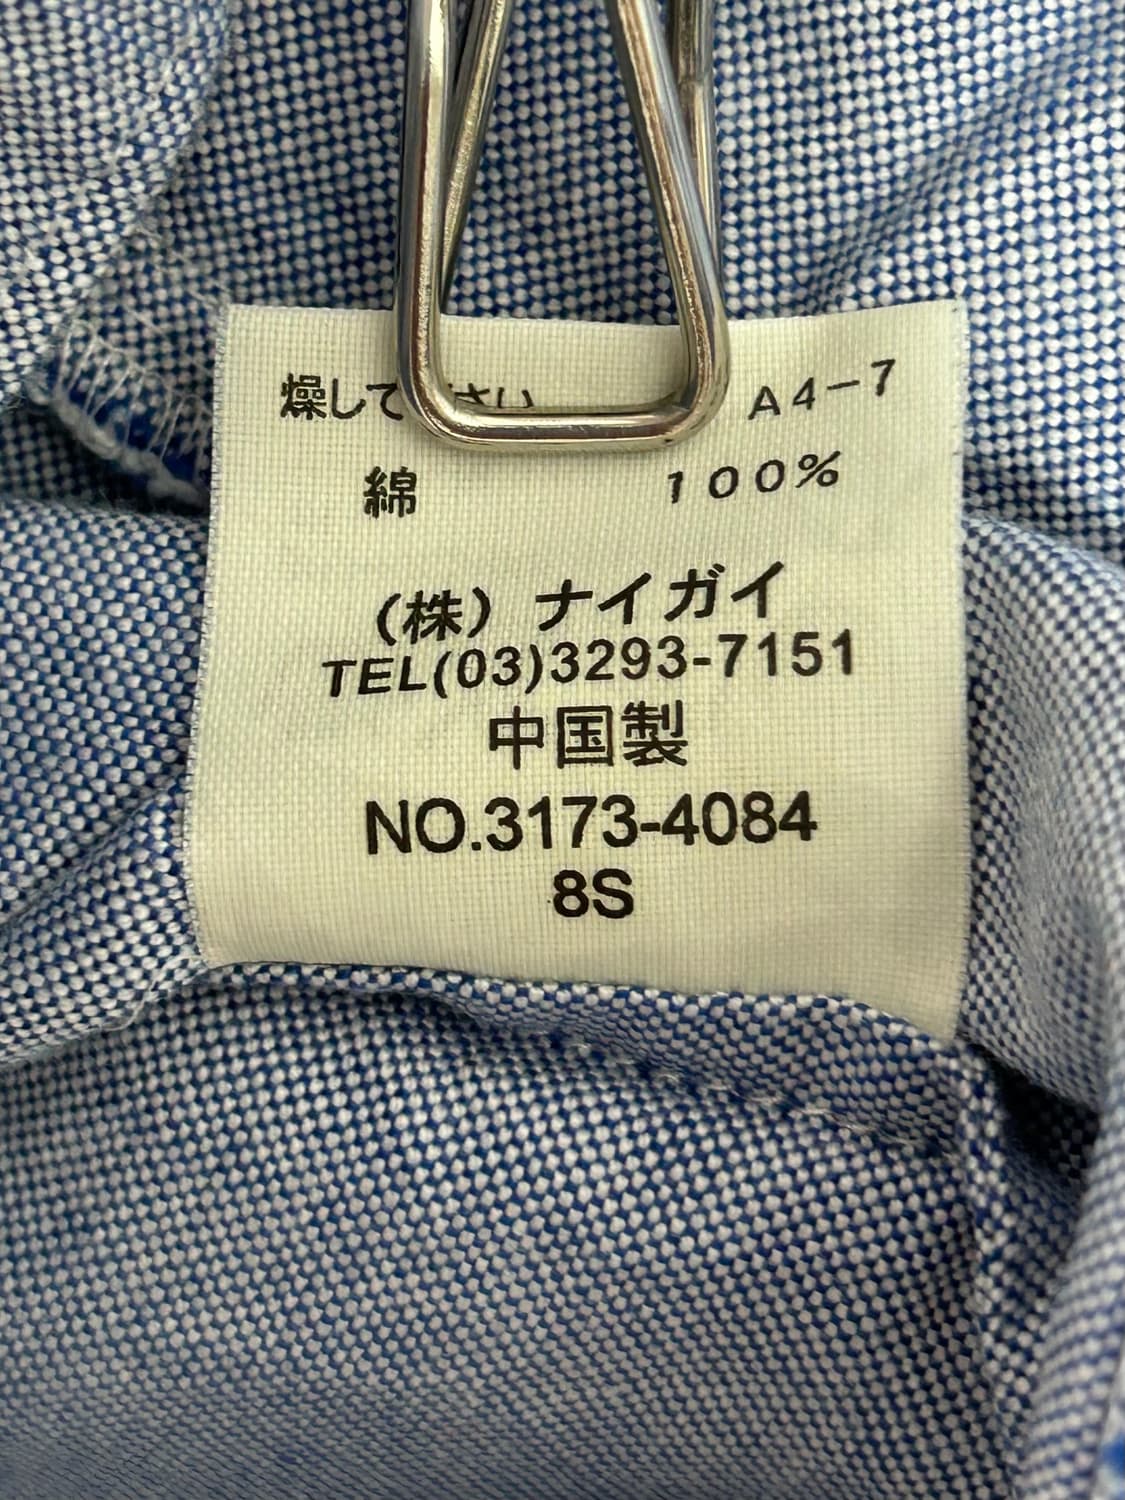 燥して さい A4-7
綿 100%
(株) ナイガイ
TEL(03)3293-7151
中国製
NO.3173-4084
8S